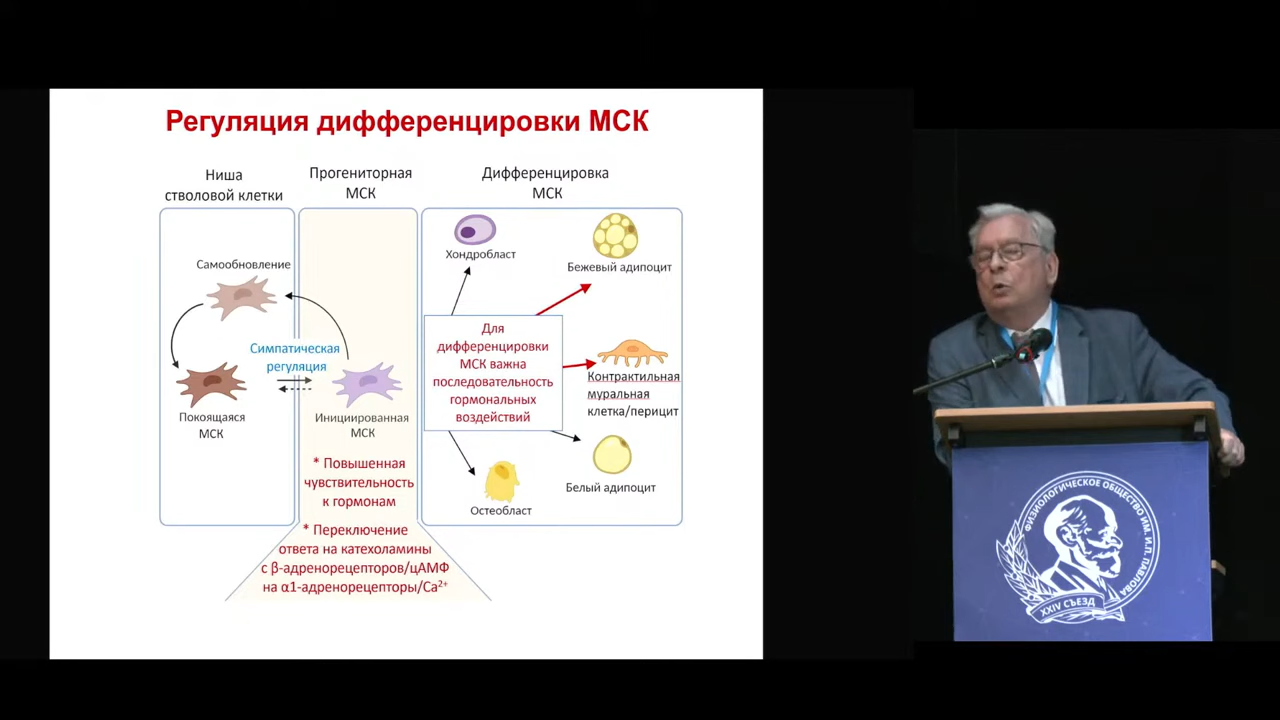 Регуляция дифференцировки МСК
Ниша
стволовой клетки
Прогениторная
МСК
Дифференцировка
МСК
Самообновление
Симпатическая
регуляция
Покоящаяся
МСК
Инициированная
МСК
* Повышенная
чувствительность
к гормонам
* Переключение
ответа на катехоламины
с β-адренорецепторов/цАМФ
на α1-адренорецепторы/Ca²⁺
Хондробласт
Бежевый адипоцит
Для
дифференцировки
МСК важна
последовательность
гормональных
воздействий
Контрактильная
муральная
клетка/перицит
Белый адипоцит
Остеобласт
ФИЗИОЛОГИЧЕСКОЕ ОБЩЕСТВО ИМ. И.П. ПАВЛОВА
XXIV СЪЕЗД